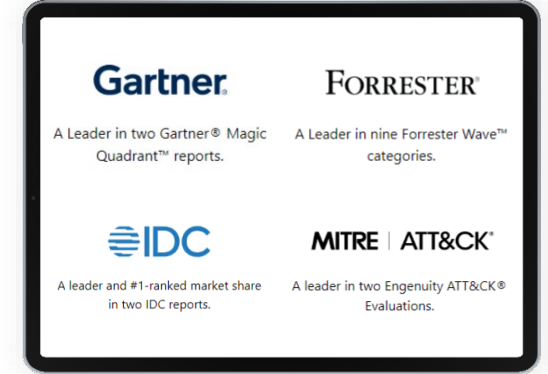 Gartner®
A Leader in two Gartner® Magic
Quadrant™ reports.
FORRESTER®
A Leader in nine Forrester Wave™
categories.
IDC
A leader and #1-ranked market share
in two IDC reports.
MITRE | ATT&CK®
A leader in two Engenuity ATT&CK®
Evaluations.